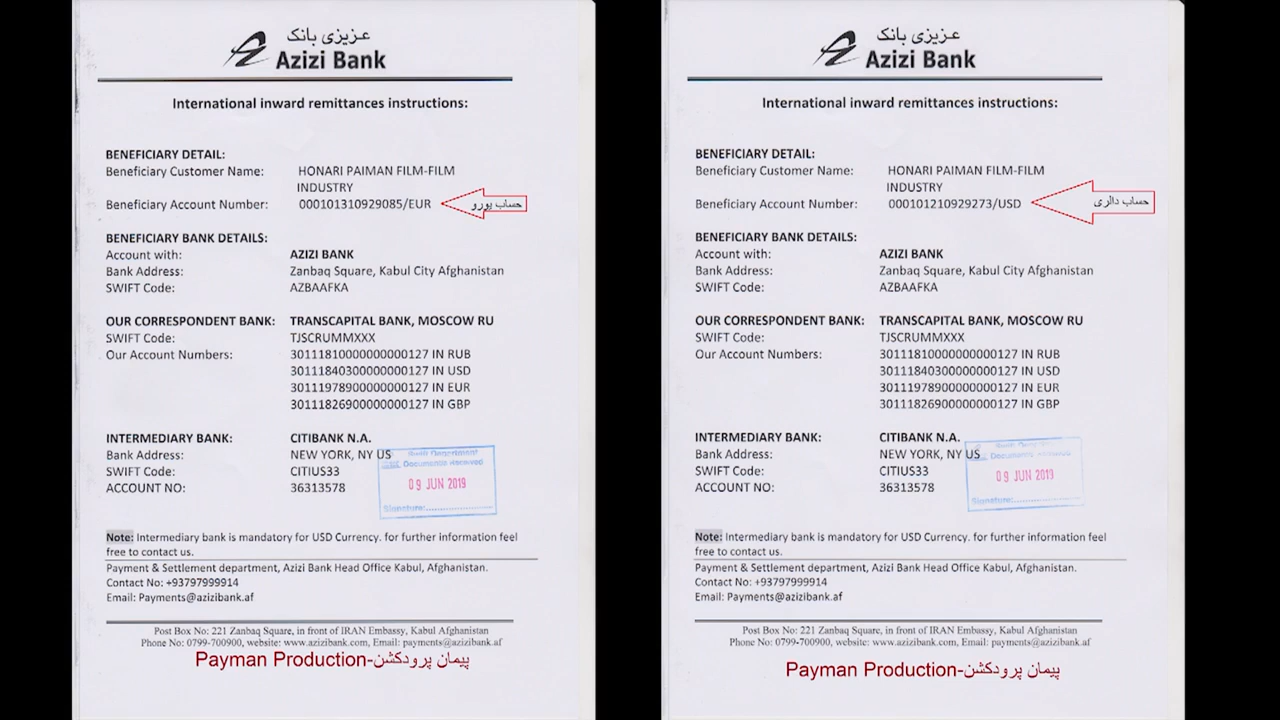 عزیزی بانک
Azizi Bank
International inward remittances instructions:
BENEFICIARY DETAIL:
Beneficiary Customer Name: HONARI PAIMAN FILM-FILM
INDUSTRY
Beneficiary Account Number: 000101310929085/EUR حساب یورو
BENEFICIARY BANK DETAILS:
Account with: AZIZI BANK
Bank Address: Zanbaq Square, Kabul City Afghanistan
SWIFT Code: AZBAAFKA
OUR CORRESPONDENT BANK: TRANSCAPITAL BANK, MOSCOW RU
SWIFT Code: TJSCRUMMXXX
Our Account Numbers: 30111810000000000127 IN RUB
30111840300000000127 IN USD
30111978900000000127 IN EUR
30111826900000000127 IN GBP
INTERMEDIARY BANK: CITIBANK N.A.
Bank Address: NEW YORK, NY US
SWIFT Code: CITIUS33
ACCOUNT NO: 36313578
Swift Department
Documents Received
09 JUN 2019
Signature:
Note: Intermediary bank is mandatory for USD Currency. for further information feel
free to contact us.
Payment & Settlement department, Azizi Bank Head Office Kabul, Afghanistan.
Contact No: +93797999914
Email: Payments@azizibank.af
Post Box No: 221 Zanbaq Square, in front of IRAN Embassy, Kabul Afghanistan
Phone No: 0799-700900, website: www.azizibank.com, Email: payments@azizibank.af
Payman Production-پیمان پرودکشن
عزیزی بانک
Azizi Bank
International inward remittances instructions:
BENEFICIARY DETAIL:
Beneficiary Customer Name: HONARI PAIMAN FILM-FILM
INDUSTRY
Beneficiary Account Number: 000101210929273/USD حساب دالری
BENEFICIARY BANK DETAILS:
Account with: AZIZI BANK
Bank Address: Zanbaq Square, Kabul City Afghanistan
SWIFT Code: AZBAAFKA
OUR CORRESPONDENT BANK: TRANSCAPITAL BANK, MOSCOW RU
SWIFT Code: TJSCRUMMXXX
Our Account Numbers: 30111810000000000127 IN RUB
30111840300000000127 IN USD
30111978900000000127 IN EUR
30111826900000000127 IN GBP
INTERMEDIARY BANK: CITIBANK N.A.
Bank Address: NEW YORK, NY US
SWIFT Code: CITIUS33
ACCOUNT NO: 36313578
Documents Received
09 JUN 2019
Signature:
Note: Intermediary bank is mandatory for USD Currency. for further information feel
free to contact us.
Payment & Settlement department, Azizi Bank Head Office Kabul, Afghanistan.
Contact No: +93797999914
Email: Payments@azizibank.af
Post Box No: 221 Zanbaq Square, in front of IRAN Embassy, Kabul Afghanistan
Phone No: 0799-700900, website: www.azizibank.com, Email: payments@azizibank.af
Payman Production-پیمان پرودکشن